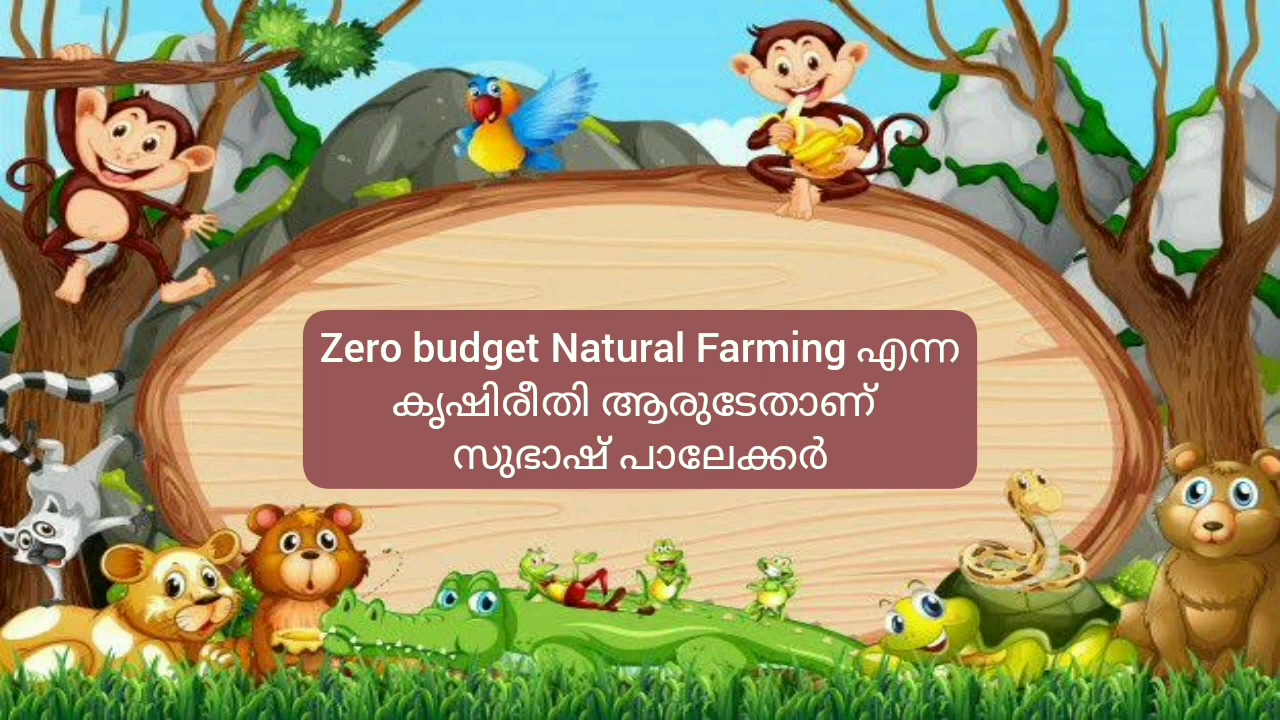 Zero budget Natural Farming എന്ന
കൃഷിരീതി ആരുടേതാണ്
സുഭാഷ് പാലേക്കർ